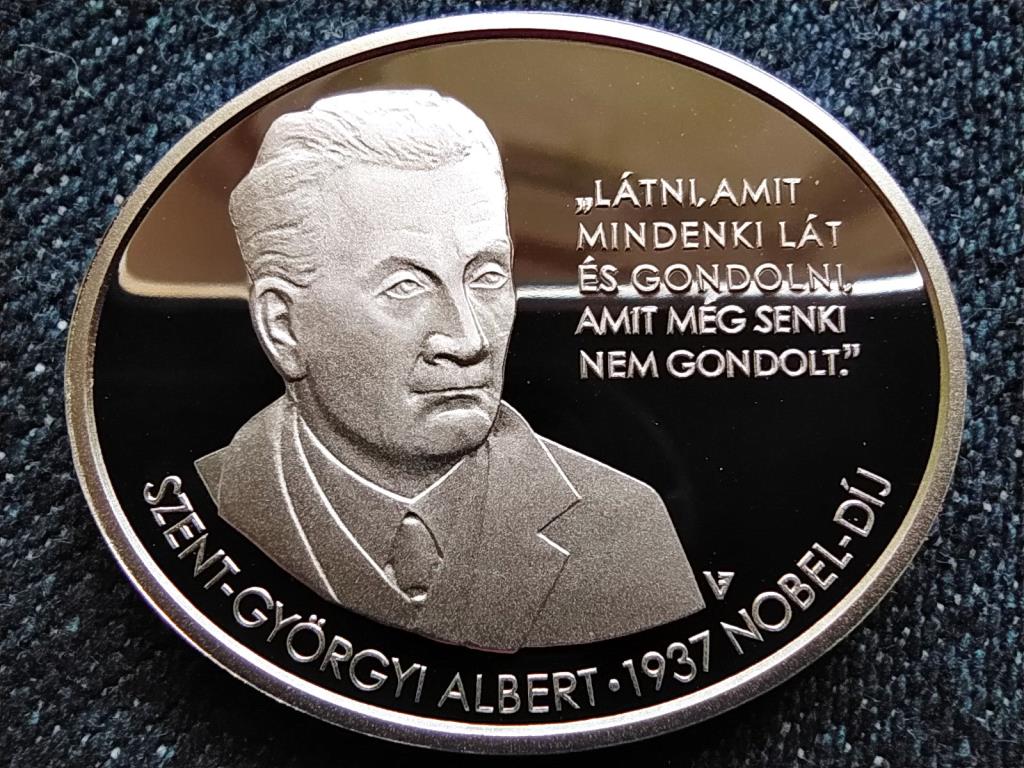 „LÁTNI, AMIT
MINDENKI LÁT
ÉS GONDOLNI,
AMIT MÉG SENKI
NEM GONDOLT.”
SZENT-GYÖRGYI ALBERT · 1937 NOBEL-DÍJ